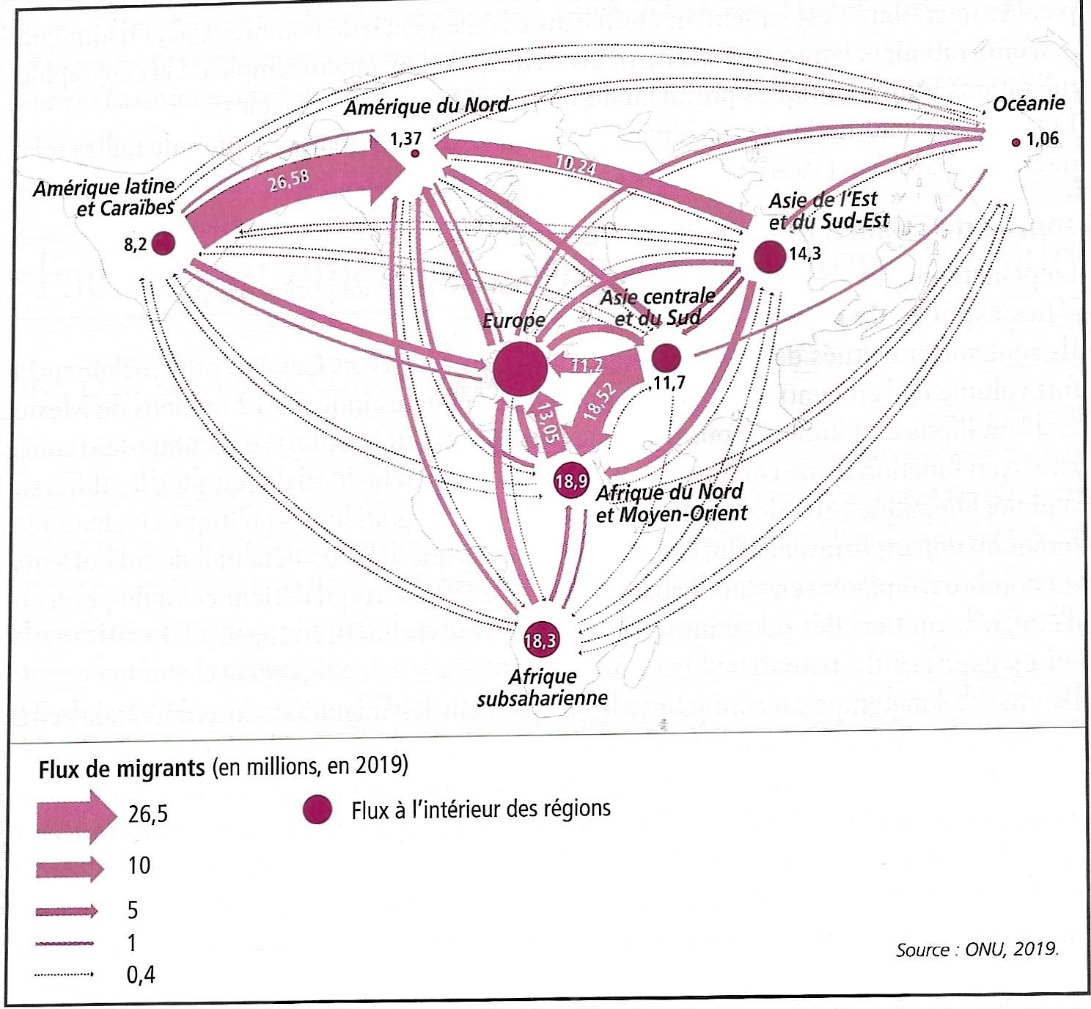 Amérique du Nord
1,37
Océanie
1,06
Amérique latine
et Caraïbes
8,2
26,58
10,24
Asie de l'Est
et du Sud-Est
14,3
Asie centrale
et du Sud
11,7
Europe
11,2
18,52
13,05
18,9
Afrique du Nord
et Moyen-Orient
18,3
Afrique
subsaharienne
Flux de migrants (en millions, en 2019)
26,5
10
5
1
0,4
Flux à l'intérieur des régions
Source : ONU, 2019.